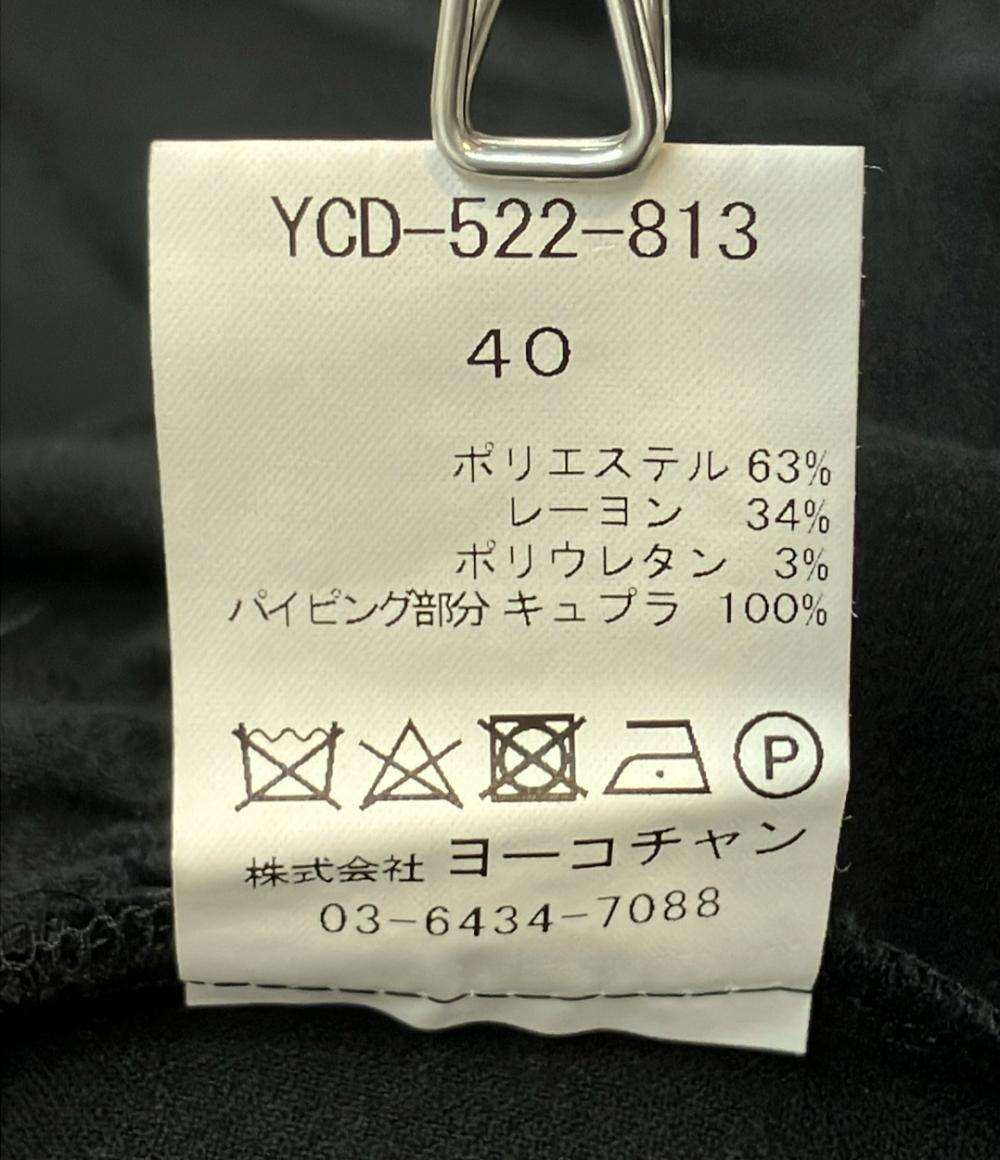 YCD-522-813
40
ポリエステル 63%
レーヨン 34%
ポリウレタン 3%
パイピング部分 キュプラ 100%
P
株式会社 ヨーコチャン
03-6434-7088